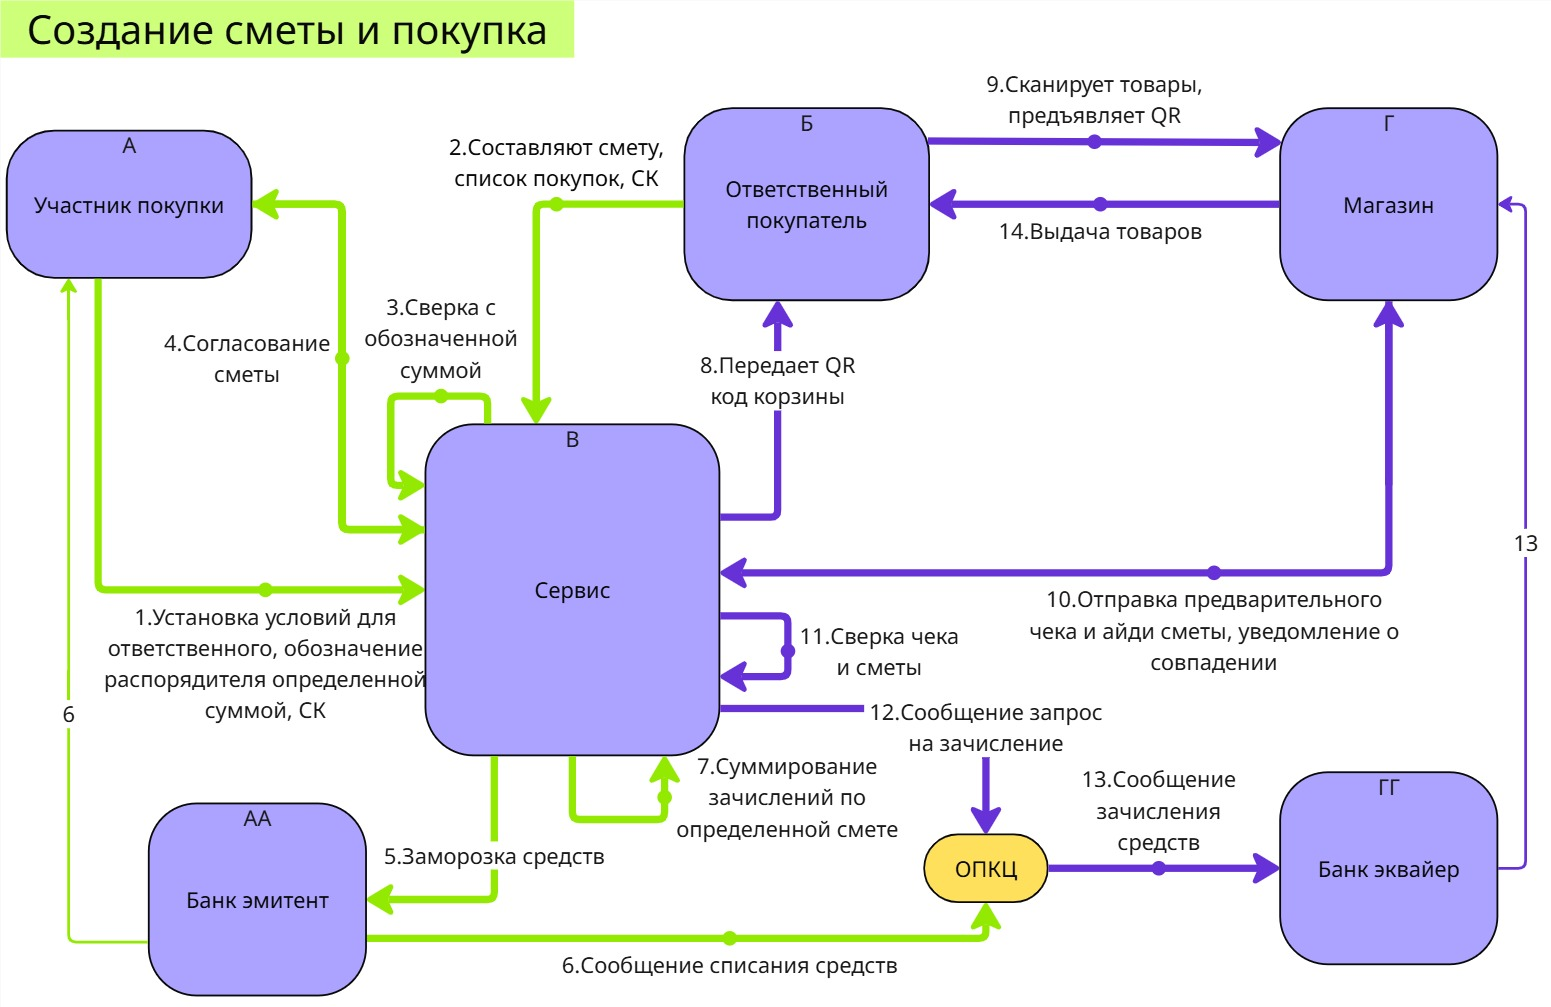 Создание сметы и покупка
9.Сканирует товары,
предъявляет QR
А
Участник покупки
2.Составляют смету,
список покупок, СК
Б
Ответственный
покупатель
Г
Магазин
14.Выдача товаров
3.Сверка с
обозначенной
суммой
4.Согласование
сметы
8.Передает QR
код корзины
В
Сервис
13
1.Установка условий для
ответственного, обозначение
распорядителя определенной
суммой, СК
10.Отправка предварительного
чека и айди сметы, уведомление о
совпадении
11.Сверка чека
и сметы
6
12.Сообщение запрос
на зачисление
7.Суммирование
зачислений по
определенной смете
13.Сообщение
зачисления
средств
АА
Банк эмитент
5.Заморозка средств
ОПКЦ
ГГ
Банк эквайер
6.Сообщение списания средств